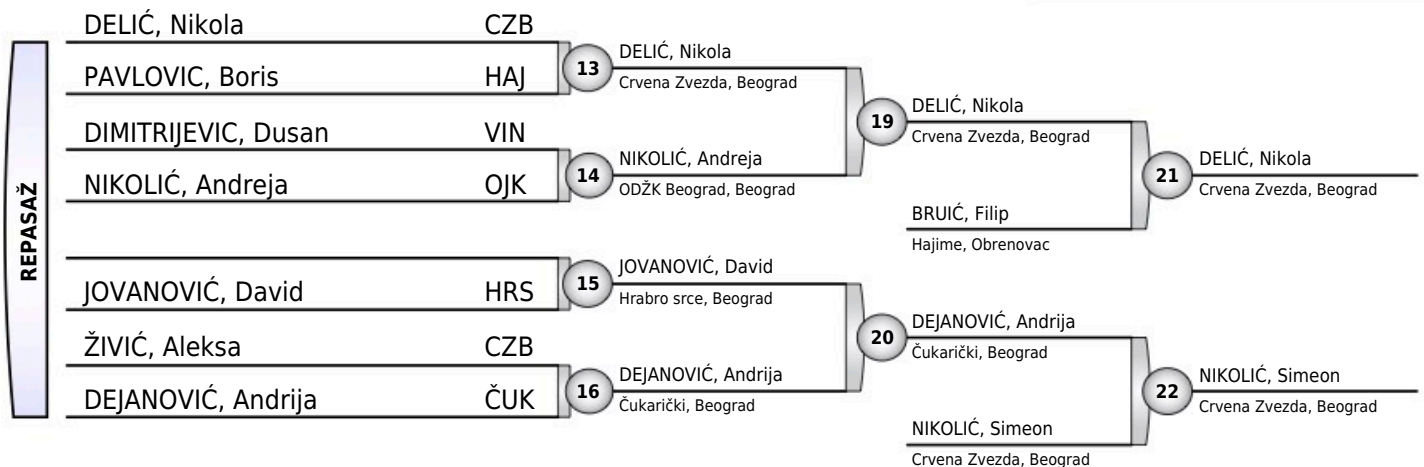 REPASAŽ
DELIĆ, Nikola CZB
PAVLOVIC, Boris HAJ
DIMITRIJEVIC, Dusan VIN
NIKOLIĆ, Andreja OJK
JOVANOVIĆ, David HRS
ŽIVIĆ, Aleksa CZB
DEJANOVIĆ, Andrija ČUK
13
DELIĆ, Nikola
Crvena Zvezda, Beograd
14
NIKOLIĆ, Andreja
ODŽK Beograd, Beograd
15
JOVANOVIĆ, David
Hrabro srce, Beograd
16
DEJANOVIĆ, Andrija
Čukarički, Beograd
19
DELIĆ, Nikola
Crvena Zvezda, Beograd
BRUIĆ, Filip
Hajime, Obrenovac
20
DEJANOVIĆ, Andrija
Čukarički, Beograd
NIKOLIĆ, Simeon
Crvena Zvezda, Beograd
21
DELIĆ, Nikola
Crvena Zvezda, Beograd
22
NIKOLIĆ, Simeon
Crvena Zvezda, Beograd